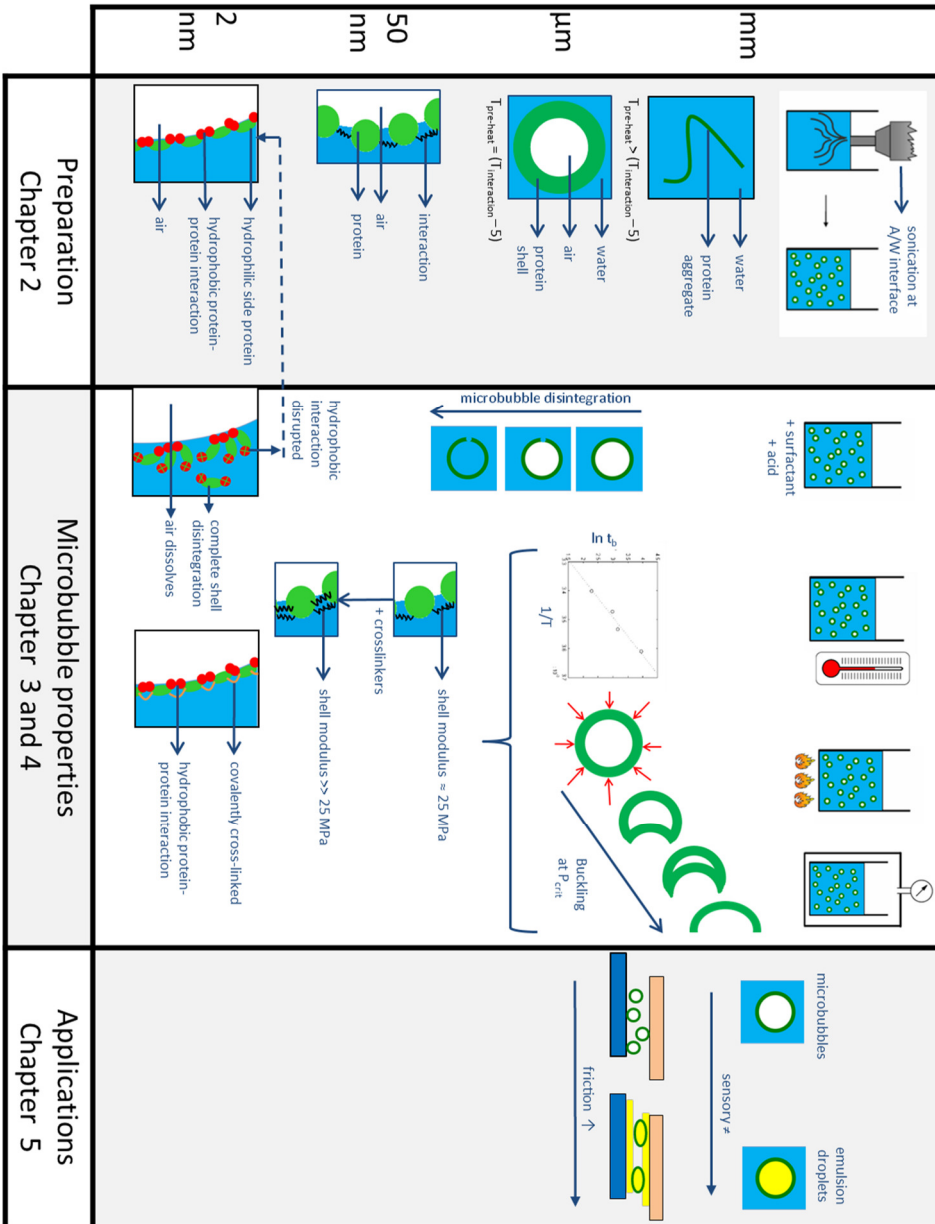 mm
μm
50
nm
2
nm
Preparation
Chapter 2
sonication at
A/W interface
water
protein
aggregate
T pre-heat > (T interaction − 5)
water
air
protein
shell
T pre-heat = (T interaction − 5)
interaction
air
protein
hydrophilic side protein
hydrophobic protein-
protein interaction
air
Microbubble properties
Chapter 3 and 4
+ surfactant
+ acid
microbubble disintegration
hydrophobic
interaction
disrupted
complete shell
disintegration
air dissolves
ln t b
1/T
Buckling
at P crit
shell modulus ≈ 25 MPa
+ crosslinkers
shell modulus >> 25 MPa
covalently cross-linked
hydrophobic protein-
protein interaction
Applications
Chapter 5
microbubbles
sensory ≠
emulsion
droplets
friction ↑